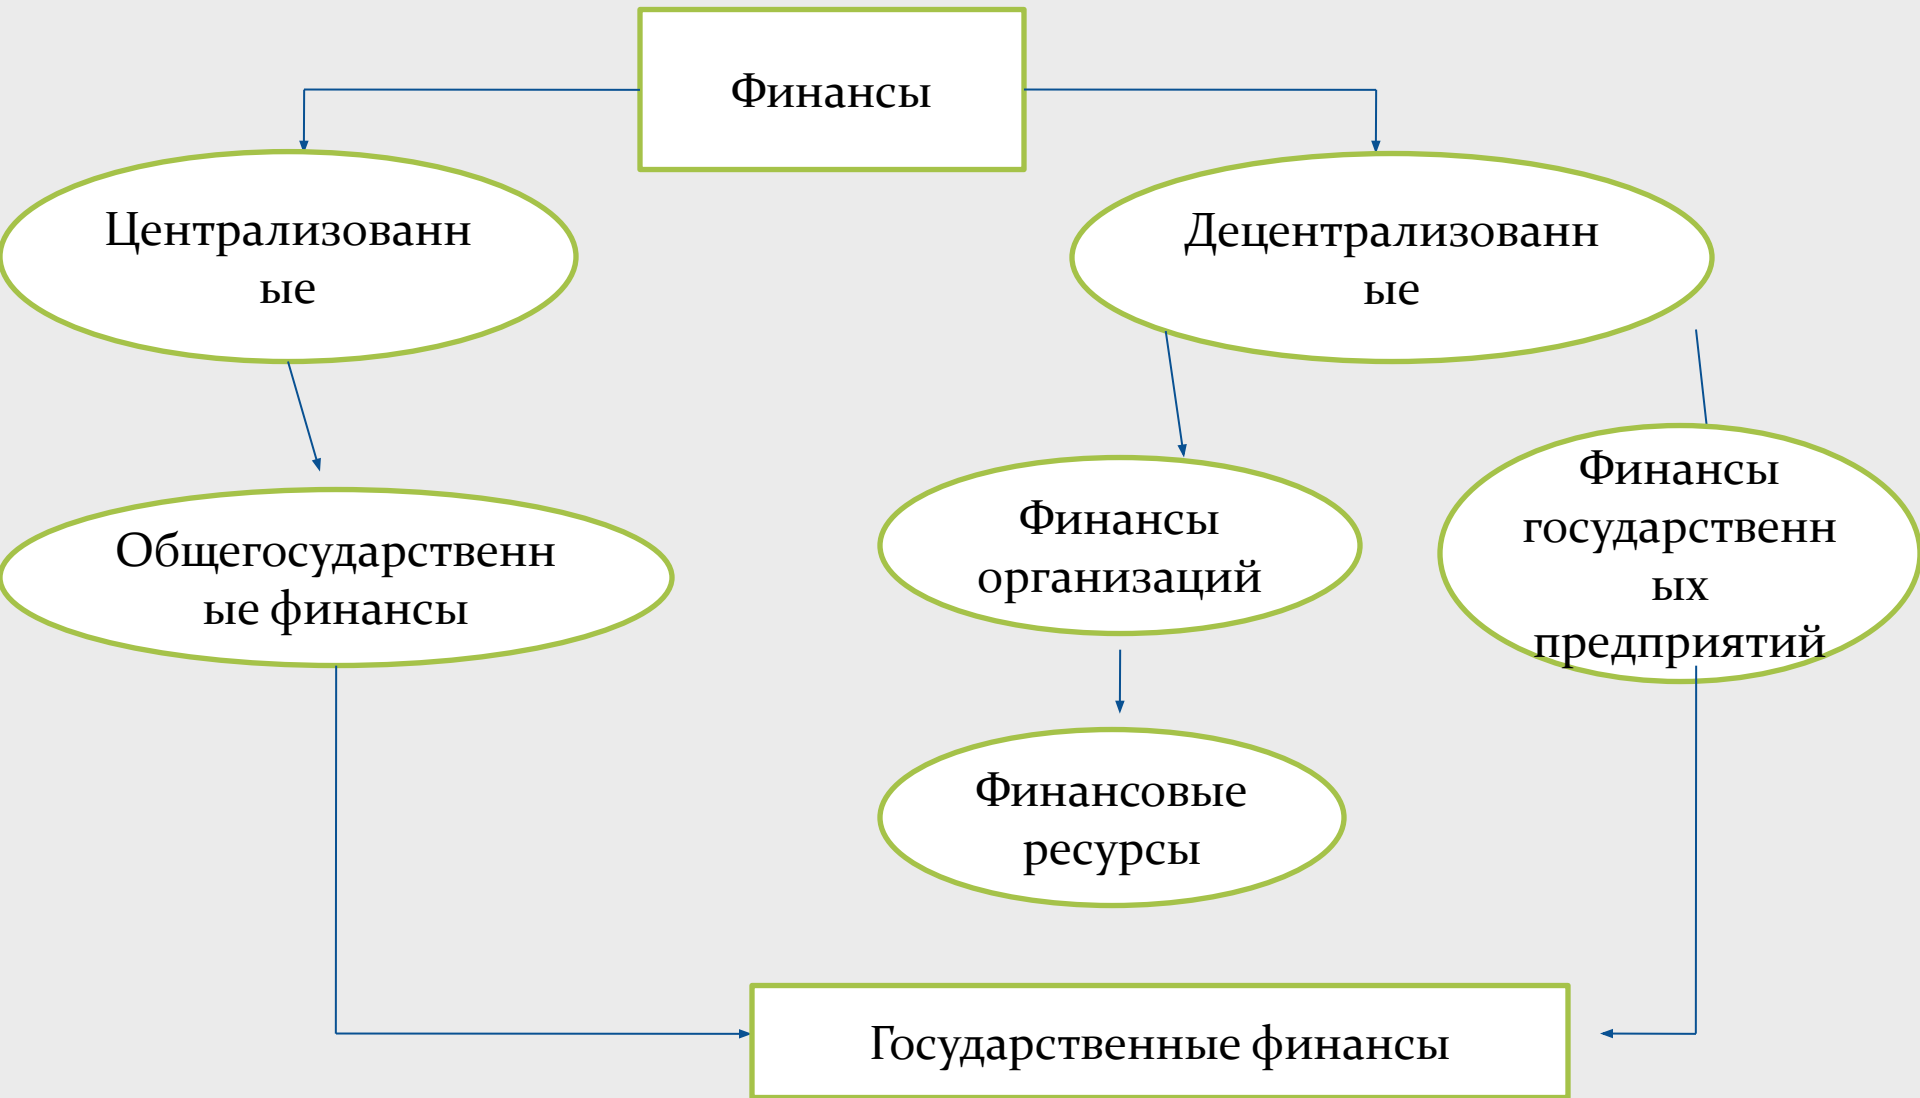 Финансы
Централизованн
ые
Децентрализованн
ые
Общегосударственн
ые финансы
Финансы
организаций
Финансы
государственн
ых
предприятий
Финансовые
ресурсы
Государственные финансы